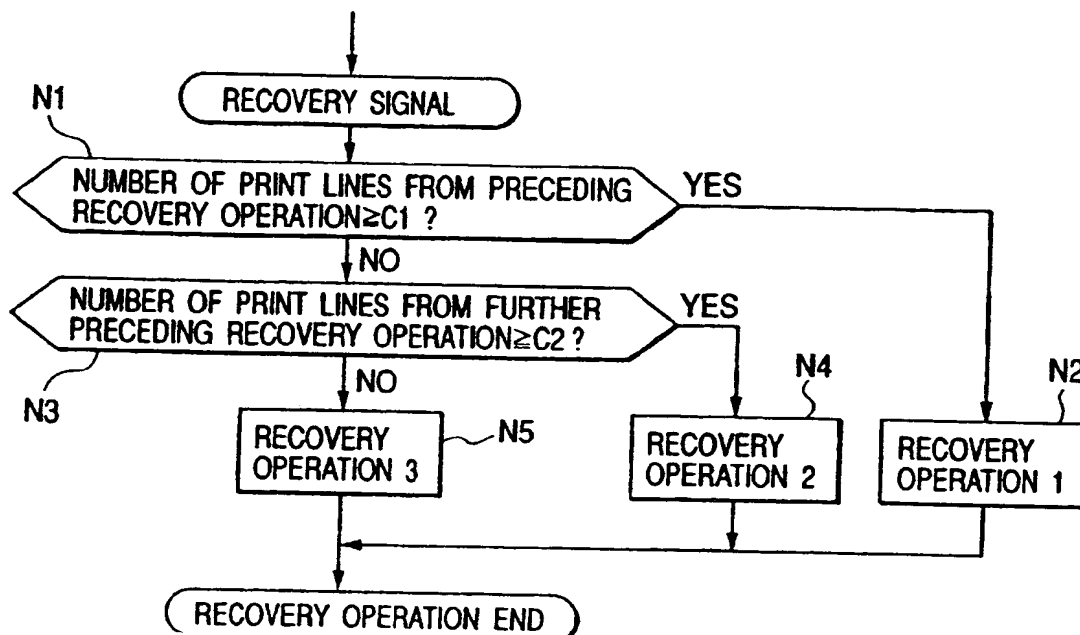 RECOVERY SIGNAL
N1
NUMBER OF PRINT LINES FROM PRECEDING
RECOVERY OPERATION≧C1 ?
YES
NO
NUMBER OF PRINT LINES FROM FURTHER
PRECEDING RECOVERY OPERATION≧C2 ?
YES
N3
NO
N4
N2
RECOVERY
OPERATION 3
N5
RECOVERY
OPERATION 2
RECOVERY
OPERATION 1
RECOVERY OPERATION END